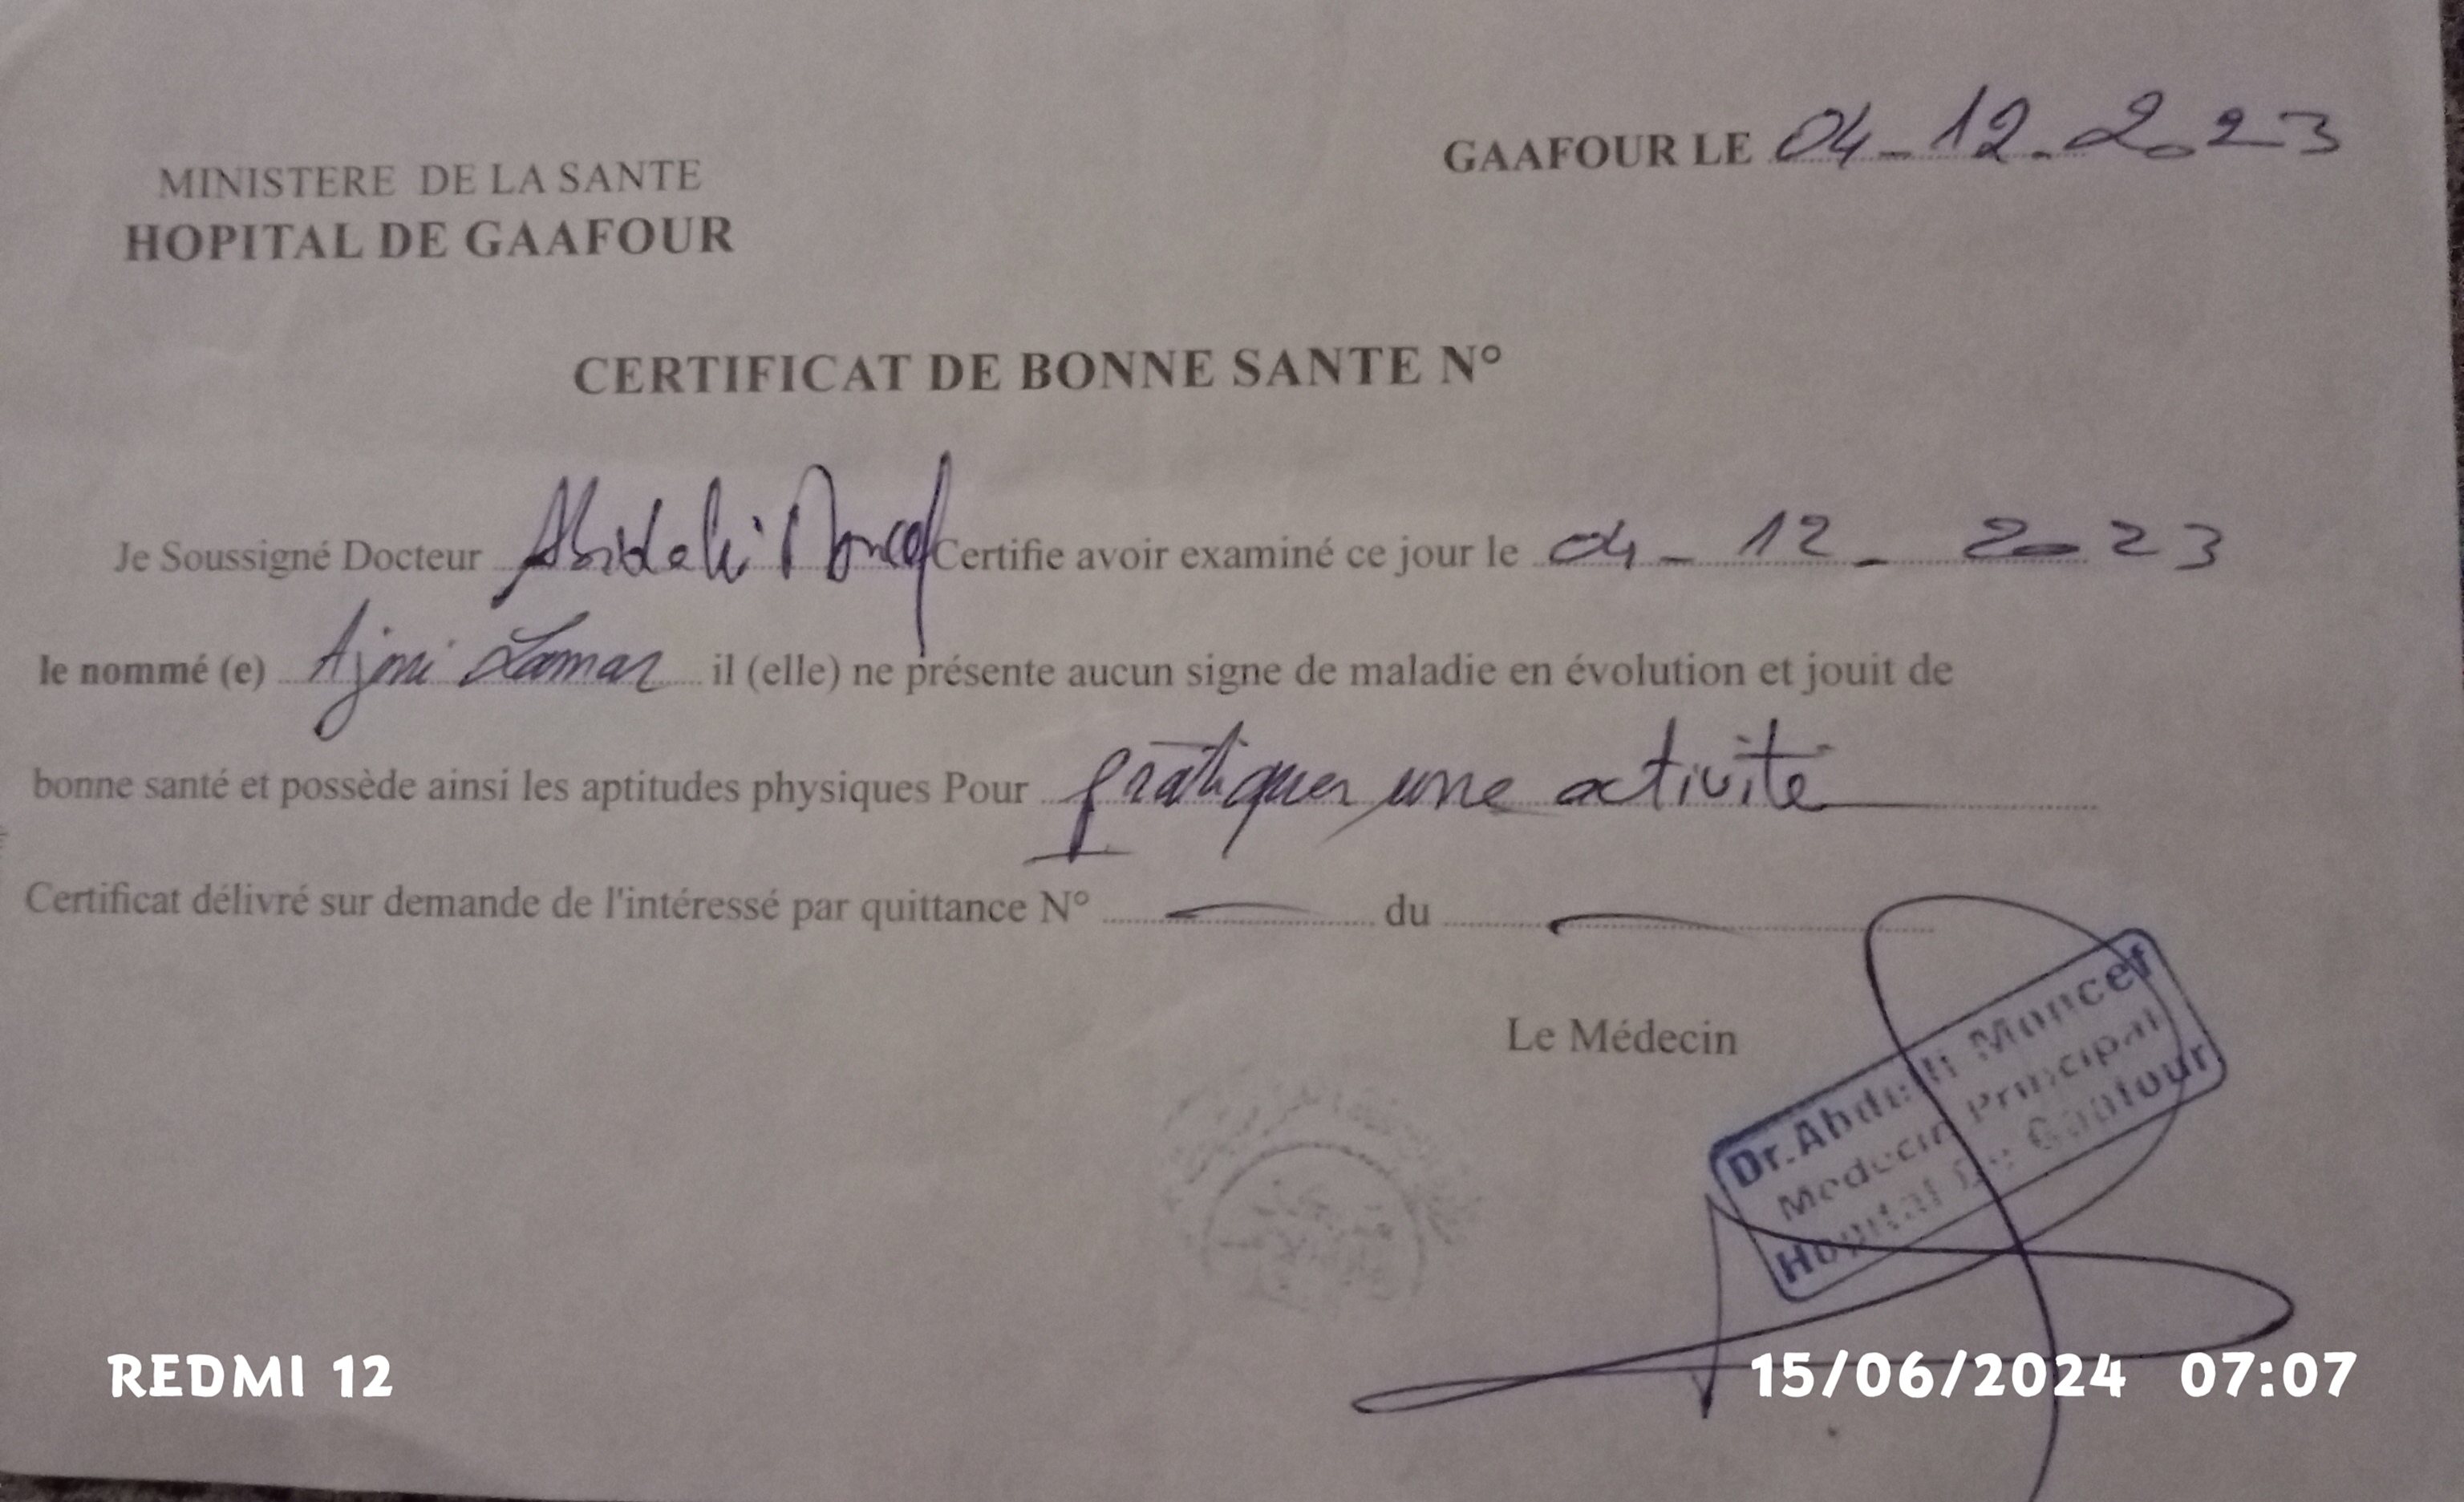 MINISTERE DE LA SANTE
HOPITAL DE GAAFOUR
GAAFOUR LE 04-12-2023
CERTIFICAT DE BONNE SANTE N°
Je Soussigné Docteur Abideli Moncef Certifie avoir examiné ce jour le 04-12-2023
le nommé (e) Ajmi Lamar il (elle) ne présente aucun signe de maladie en évolution et jouit de
bonne santé et possède ainsi les aptitudes physiques Pour pratiquer une activité
Certificat délivré sur demande de l'intéressé par quittance N° — du —
Le Médecin
Dr. Moncef
Medecin Principal
Hopital De Gaafour
REDMI 12
15/06/2024 07:07